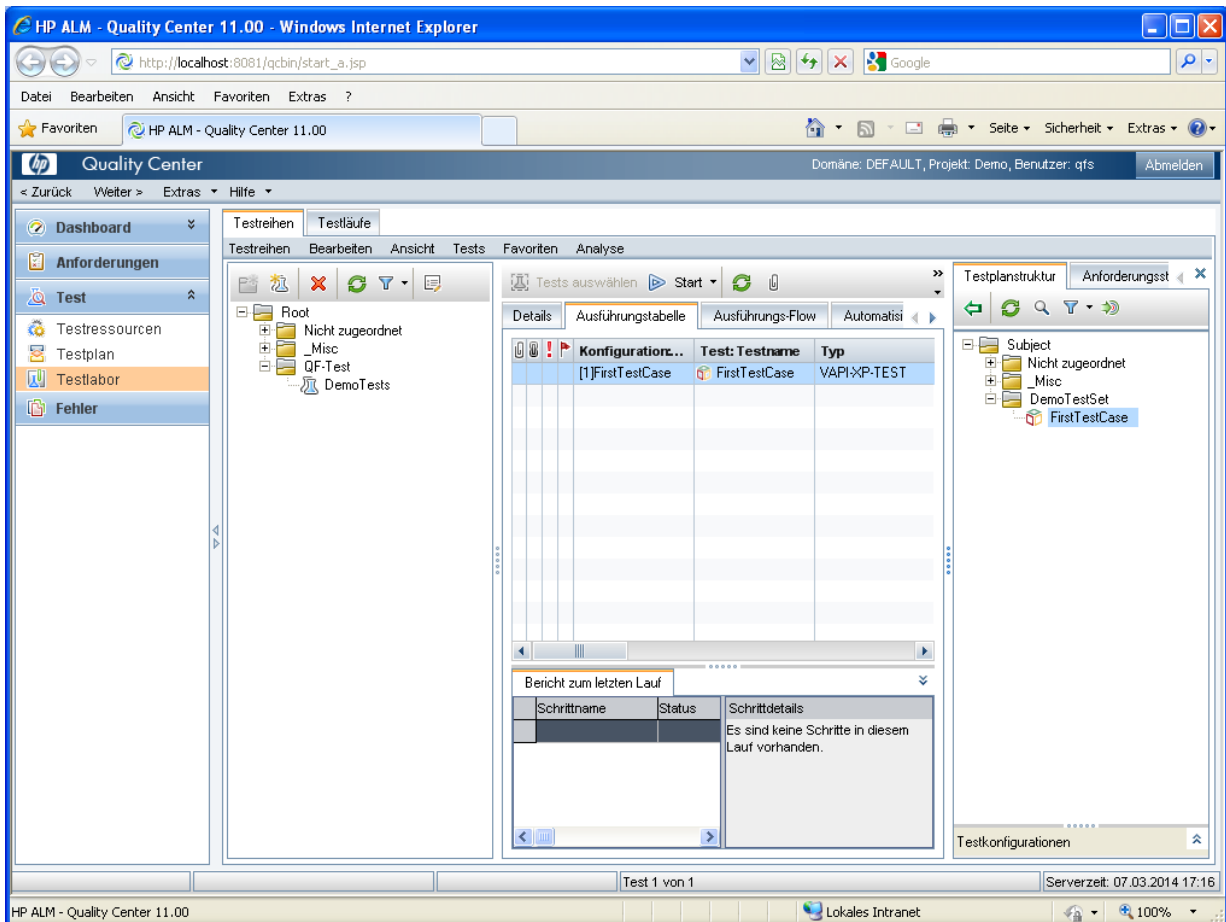 HP ALM - Quality Center 11.00 - Windows Internet Explorer
http://localhost:8081/qcbin/start_a.jsp
Google
Datei Bearbeiten Ansicht Favoriten Extras ?
Favoriten
HP ALM - Quality Center 11.00
Seite
Sicherheit
Extras
hp
Quality Center
Domäne: DEFAULT, Projekt: Demo, Benutzer: qfs
Abmelden
< Zurück Weiter > Extras Hilfe
Dashboard
Anforderungen
Test
Testressourcen
Testplan
Testlabor
Fehler
Testreihen Testläufe
Testreihen Bearbeiten Ansicht Tests Favoriten Analyse
Root
Nicht zugeordnet
_Misc
QF-Test
DemoTests
Tests auswählen Start
Details Ausführungstabelle Ausführungs-Flow Automatisi
Konfiguration:... Test: Testname Typ
[1]FirstTestCase FirstTestCase VAPI-XP-TEST
Bericht zum letzten Lauf
Schrittname Status
Schrittdetails
Es sind keine Schritte in diesem
Lauf vorhanden.
Testplanstruktur Anforderungsst
Subject
Nicht zugeordnet
_Misc
DemoTestSet
FirstTestCase
Testkonfigurationen
Test 1 von 1
Serverzeit: 07.03.2014 17:16
HP ALM - Quality Center 11.00
Lokales Intranet
100%